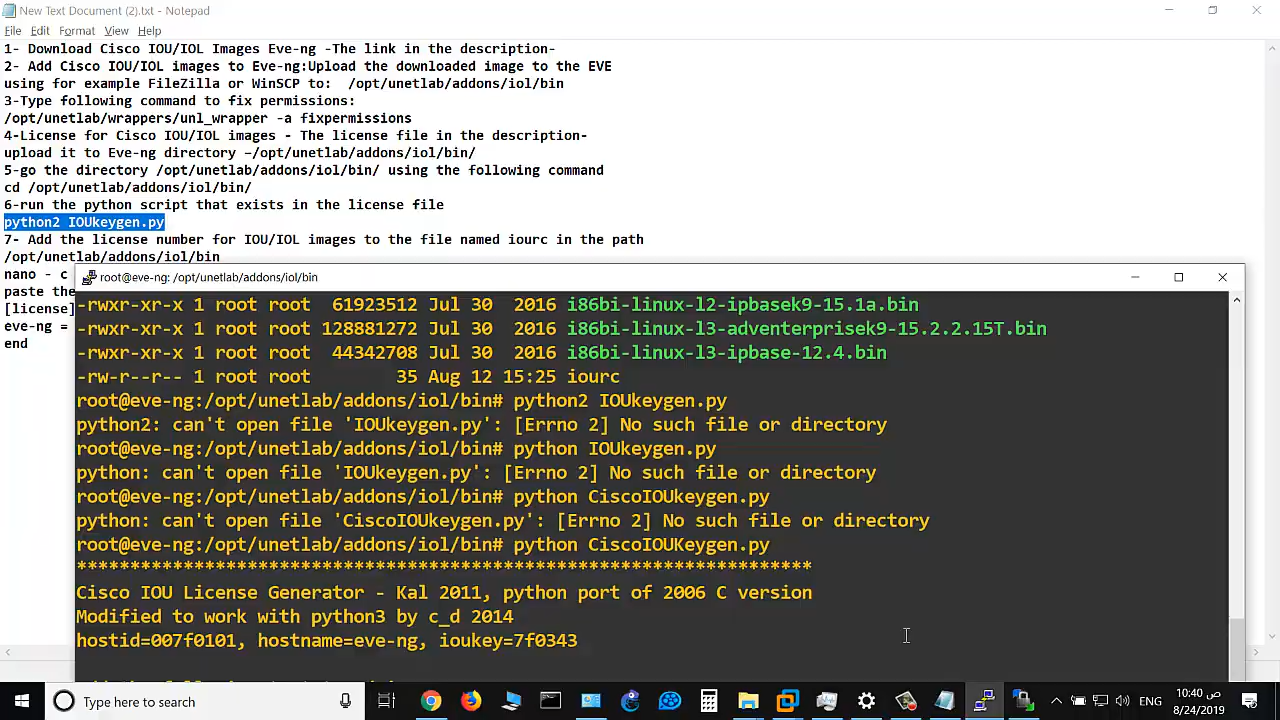 New Text Document (2).txt - Notepad
File Edit Format View Help
1- Download Cisco IOU/IOL Images Eve-ng -The link in the description-
2- Add Cisco IOU/IOL images to Eve-ng:Upload the downloaded image to the EVE
using for example FileZilla or WinSCP to: /opt/unetlab/addons/iol/bin
3-Type following command to fix permissions:
/opt/unetlab/wrappers/unl_wrapper -a fixpermissions
4-License for Cisco IOU/IOL images - The license file in the description-
upload it to Eve-ng directory –/opt/unetlab/addons/iol/bin/
5-go the directory /opt/unetlab/addons/iol/bin/ using the following command
cd /opt/unetlab/addons/iol/bin/
6-run the python script that exists in the license file
python2 IOUkeygen.py
7- Add the license number for IOU/IOL images to the file named iourc in the path
/opt/unetlab/addons/iol/bin
nano - c
paste the
[license]
eve-ng =
end
root@eve-ng: /opt/unetlab/addons/iol/bin
-rwxr-xr-x 1 root root 61923512 Jul 30 2016 i86bi-linux-l2-ipbasek9-15.1a.bin
-rwxr-xr-x 1 root root 128881272 Jul 30 2016 i86bi-linux-l3-adventerprisek9-15.2.2.15T.bin
-rwxr-xr-x 1 root root 44342708 Jul 30 2016 i86bi-linux-l3-ipbase-12.4.bin
-rw-r--r-- 1 root root 35 Aug 12 15:25 iourc
root@eve-ng:/opt/unetlab/addons/iol/bin# python2 IOUkeygen.py
python2: can't open file 'IOUkeygen.py': [Errno 2] No such file or directory
root@eve-ng:/opt/unetlab/addons/iol/bin# python IOUkeygen.py
python: can't open file 'IOUkeygen.py': [Errno 2] No such file or directory
root@eve-ng:/opt/unetlab/addons/iol/bin# python CiscoIOUkeygen.py
python: can't open file 'CiscoIOUkeygen.py': [Errno 2] No such file or directory
root@eve-ng:/opt/unetlab/addons/iol/bin# python CiscoIOUKeygen.py
*********************************************************************
Cisco IOU License Generator - Kal 2011, python port of 2006 C version
Modified to work with python3 by c_d 2014
hostid=007f0101, hostname=eve-ng, ioukey=7f0343
Type here to search
ENG
10:40 ص
8/24/2019